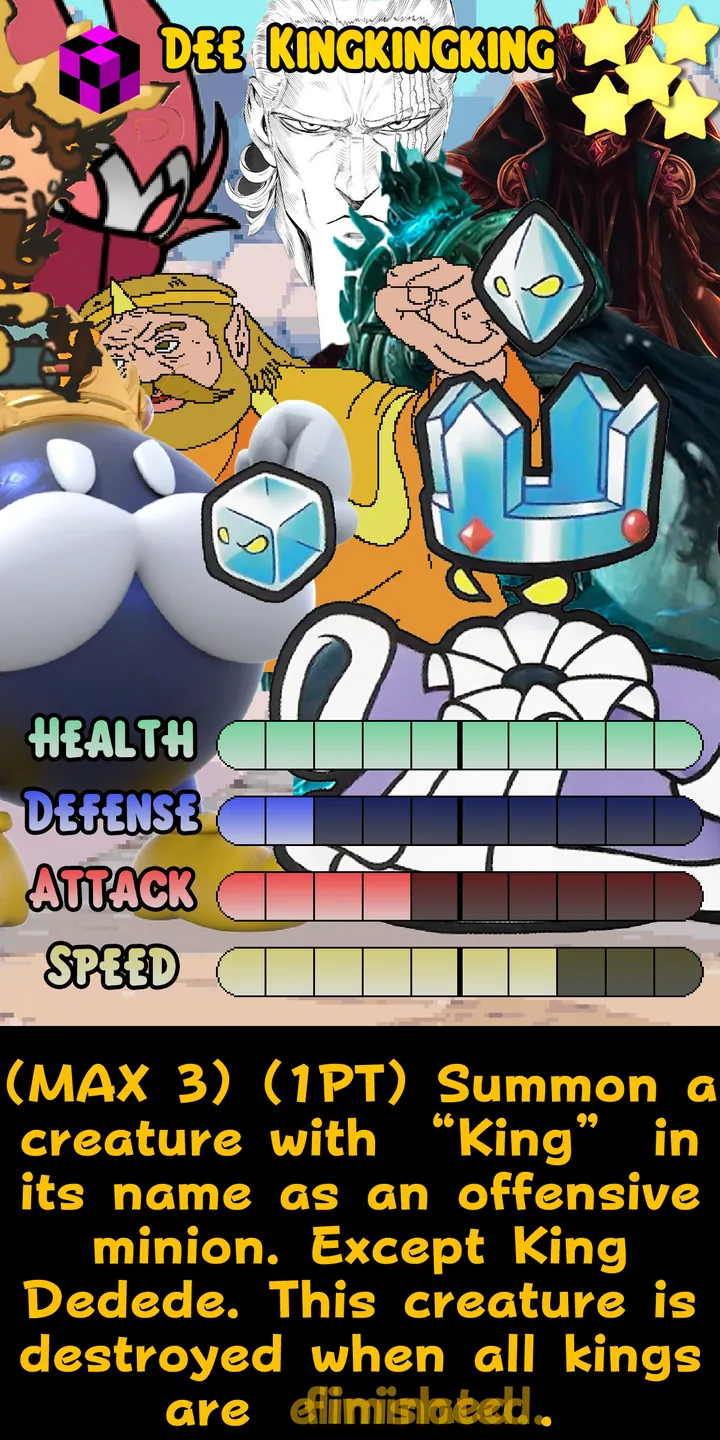 Dee Kingkingking
Health
Defense
Attack
Speed
(MAX 3) (1PT) Summon a
creature with “King” in
its name as an offensive
minion. Except King
Dedede. This creature is
destroyed when all kings
are